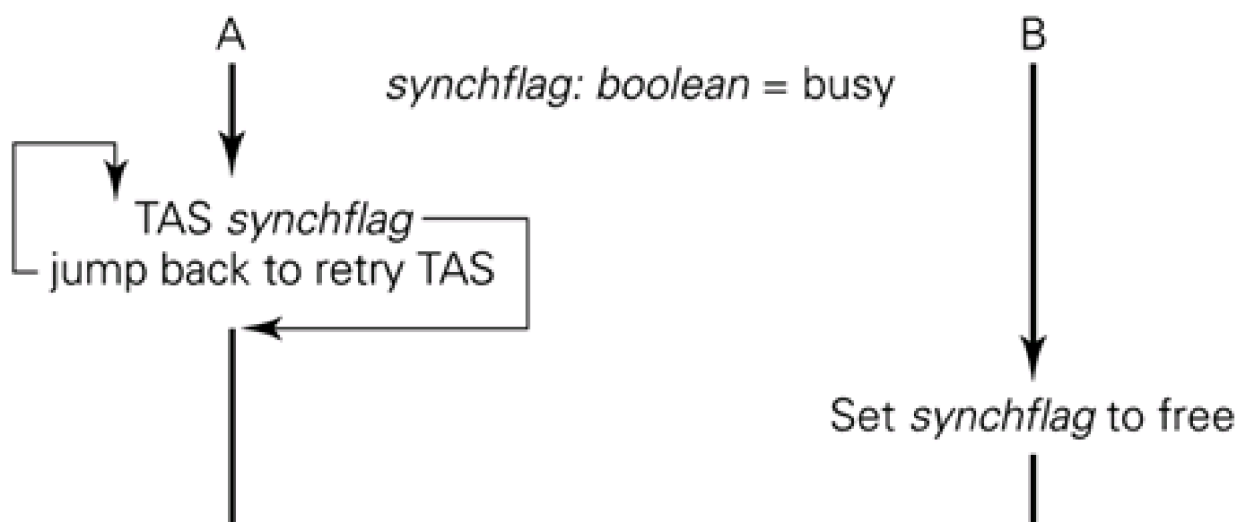 A
B
synchflag: boolean = busy
TAS synchflag
jump back to retry TAS
Set synchflag to free